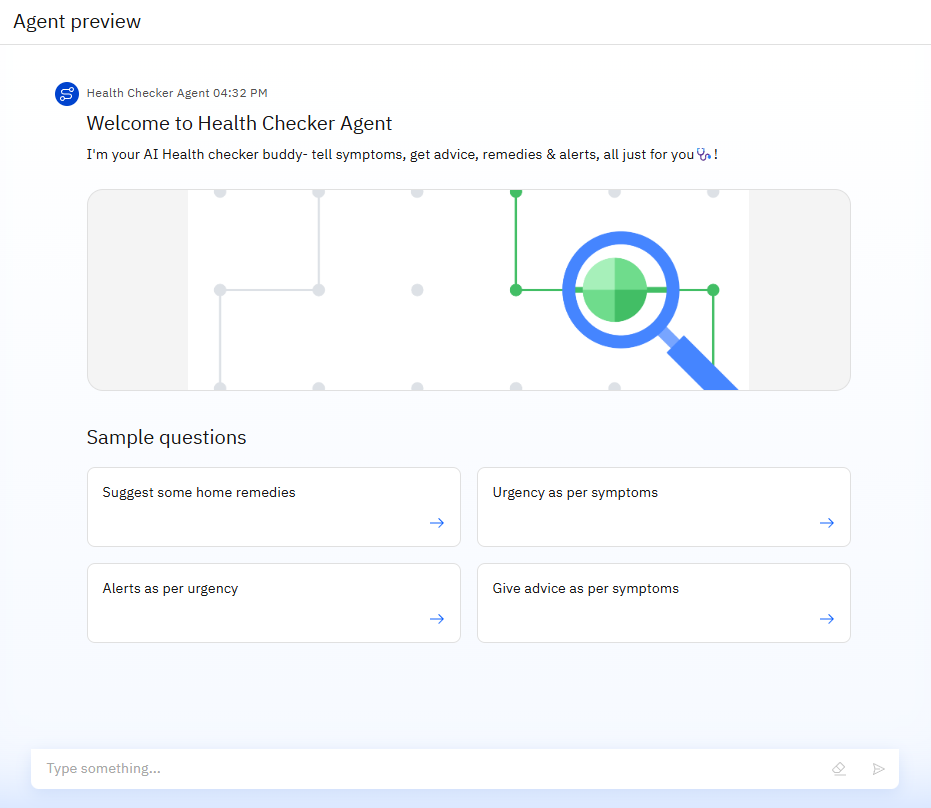 Agent preview
Health Checker Agent 04:32 PM
Welcome to Health Checker Agent
I'm your AI Health checker buddy- tell symptoms, get advice, remedies & alerts, all just for you🩺!
Sample questions
Suggest some home remedies
Urgency as per symptoms
Alerts as per urgency
Give advice as per symptoms
Type something...